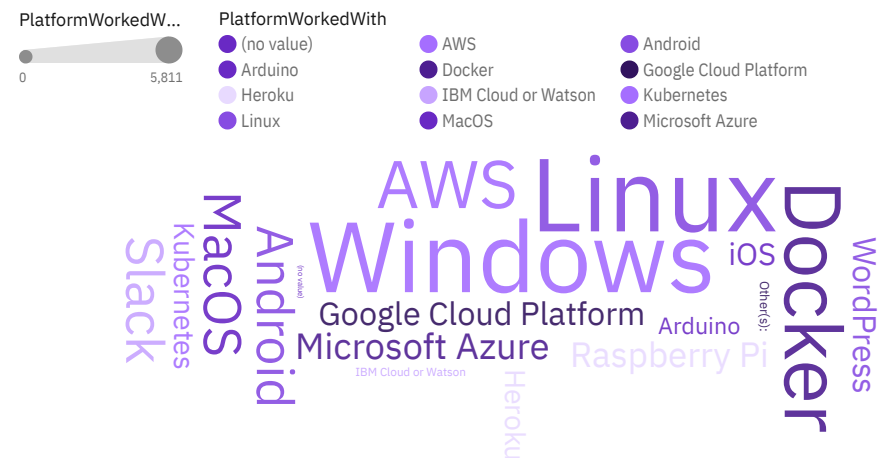 PlatformWorkedW...
0
5,811
PlatformWorkedWith
(no value)
AWS
Android
Arduino
Docker
Google Cloud Platform
Heroku
IBM Cloud or Watson
Kubernetes
Linux
MacOS
Microsoft Azure
AWS
Linux
Docker
MacOS
Kubernetes
Slack
Android
Windows
iOS
WordPress
(no value)
Other(s):
Google Cloud Platform
Arduino
Microsoft Azure
Raspberry Pi
IBM Cloud or Watson
Heroku